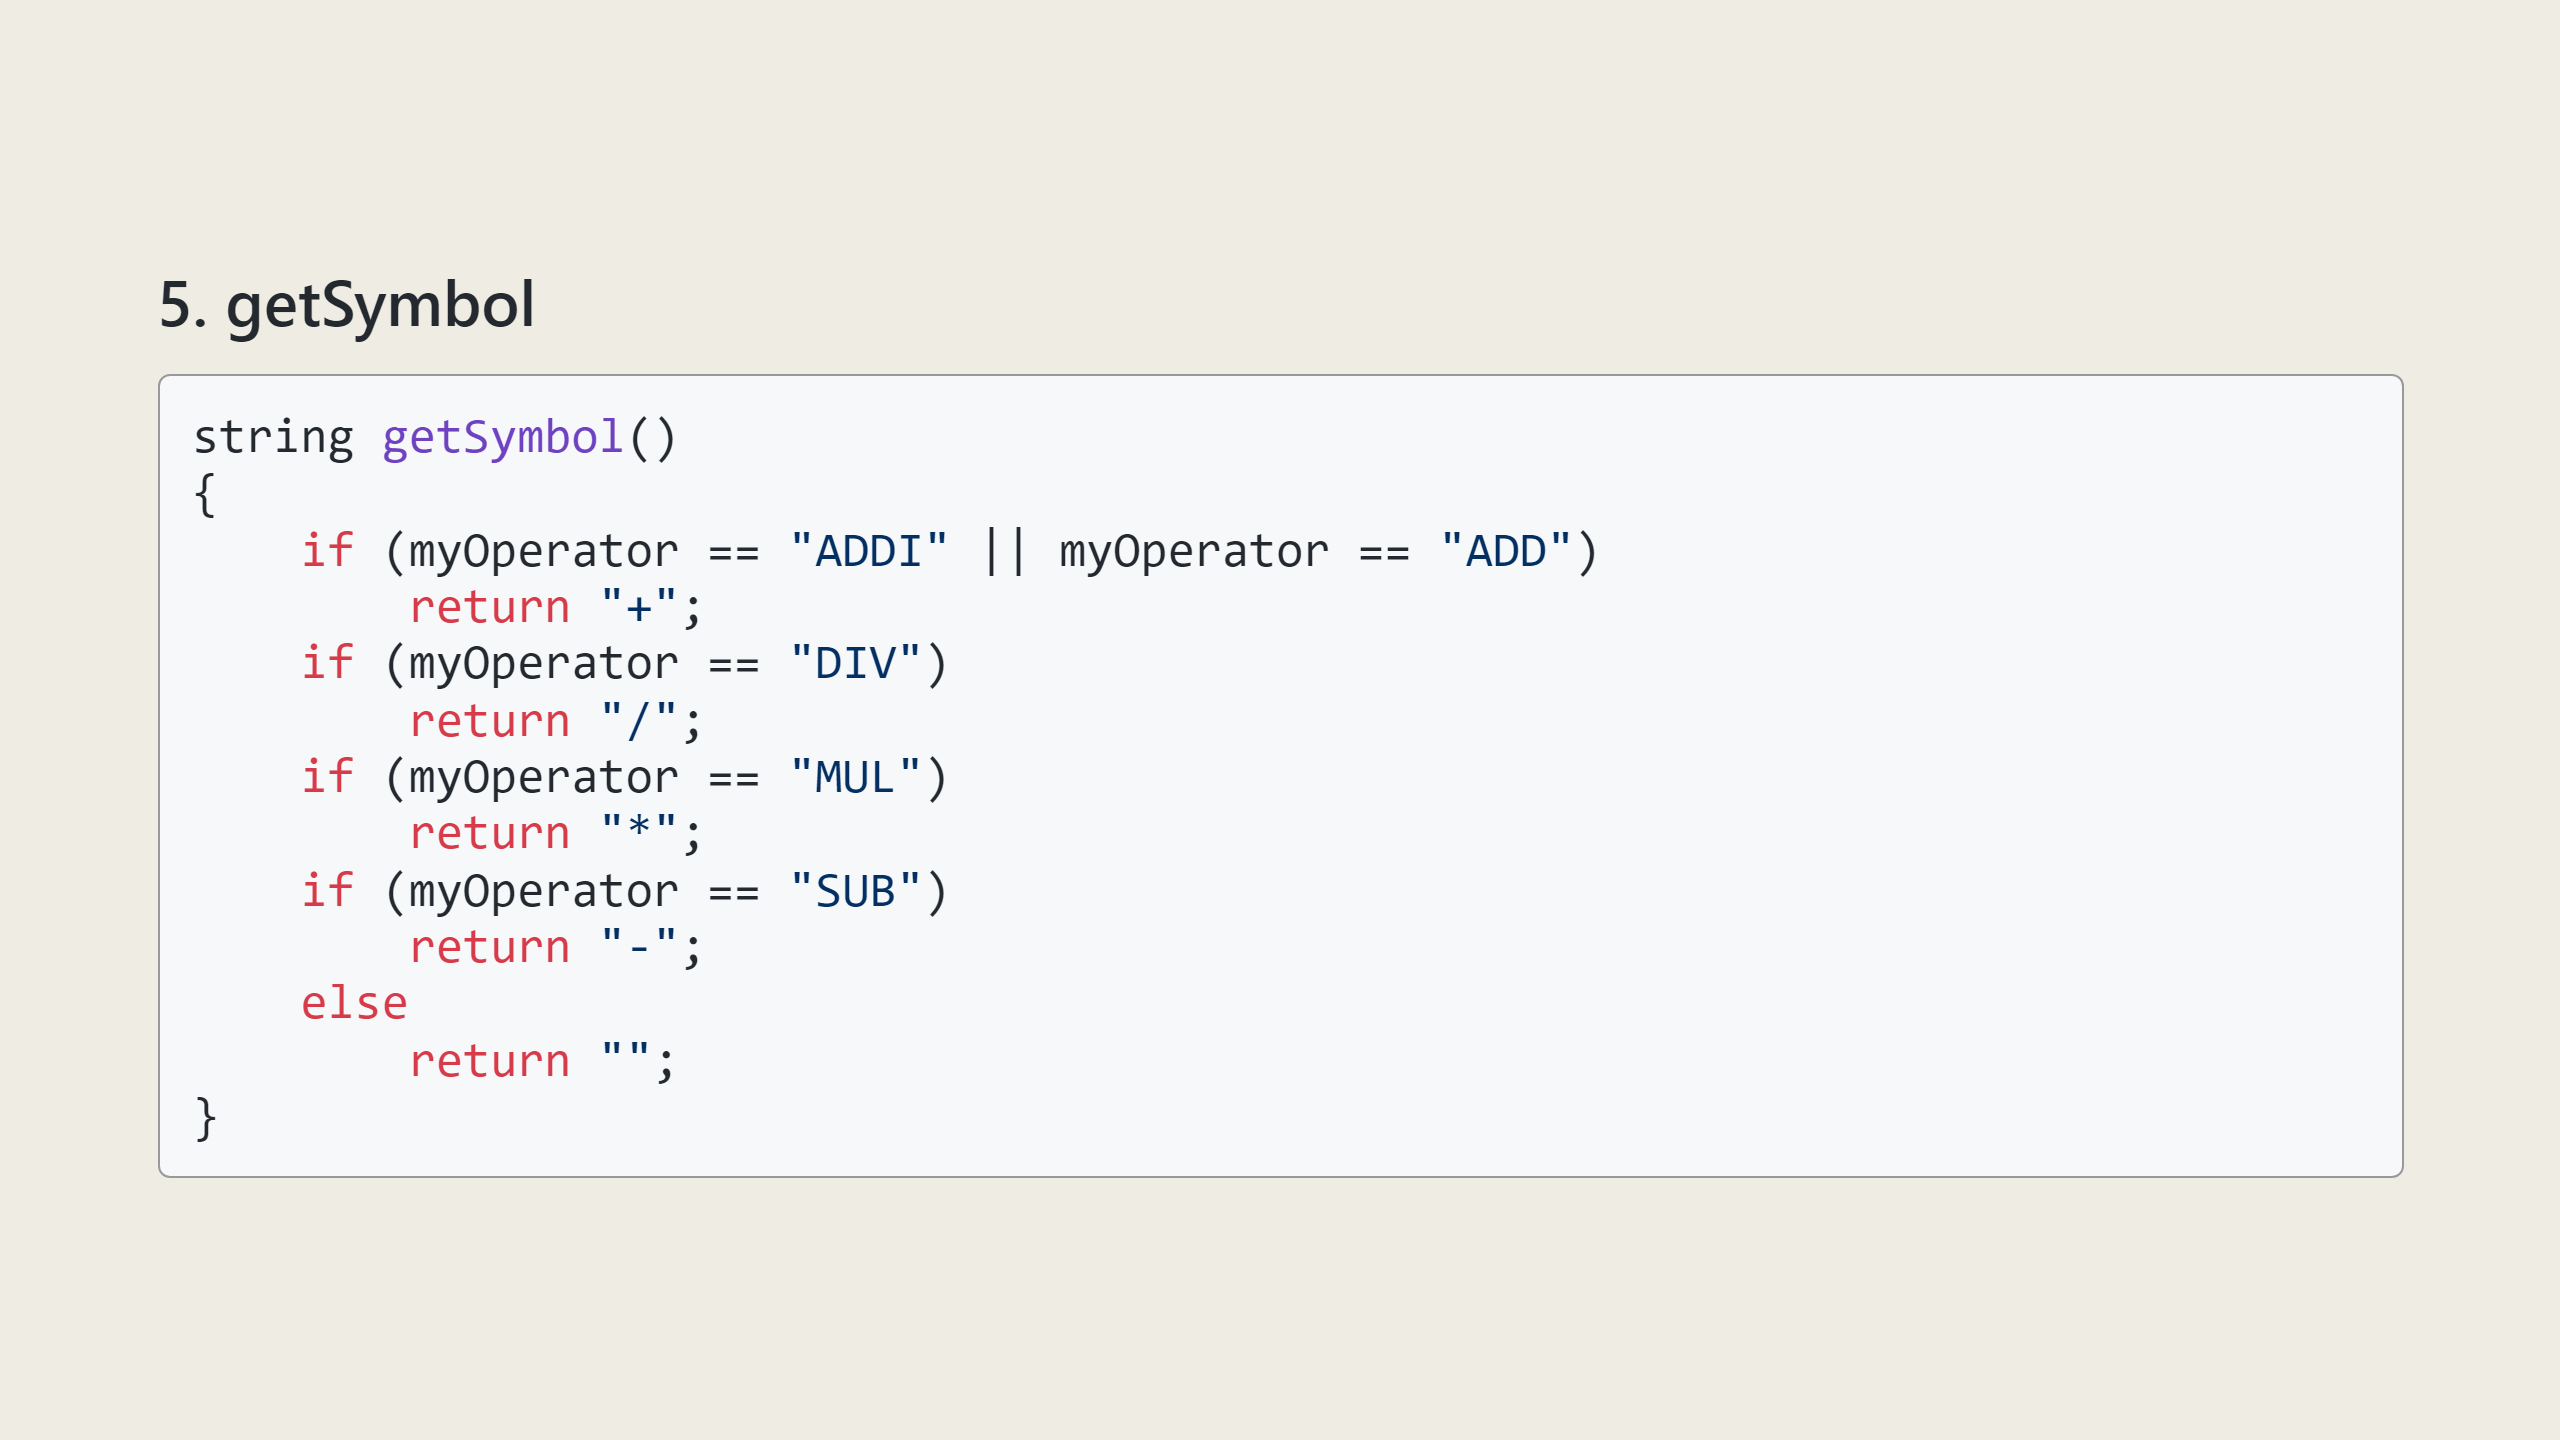 5. getSymbol
string getSymbol()
{
    if (myOperator == "ADDI" || myOperator == "ADD")
        return "+";
    if (myOperator == "DIV")
        return "/";
    if (myOperator == "MUL")
        return "*";
    if (myOperator == "SUB")
        return "-";
    else
        return "";
}